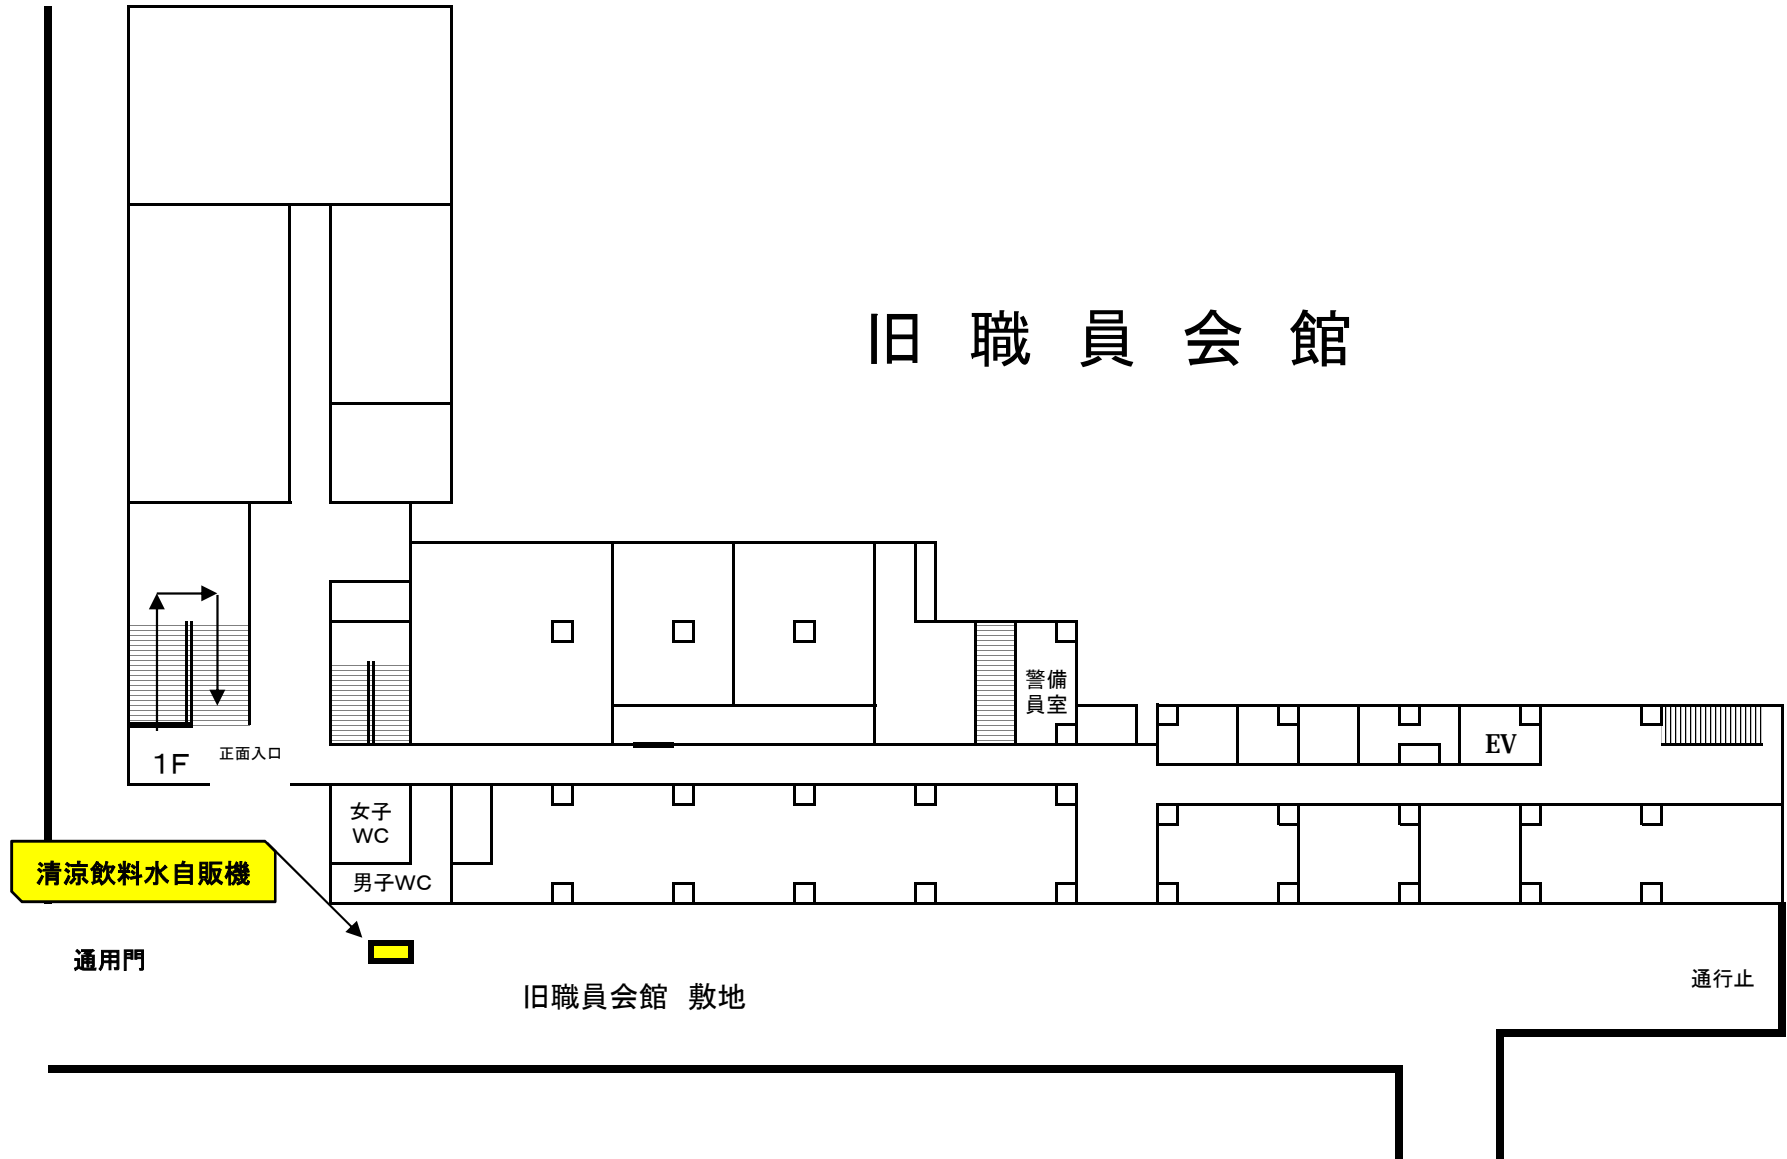 旧 職 員 会 館
警備
員室
EV
1F
正面入口
女子
WC
男子WC
清涼飲料水自販機
通用門
旧職員会館 敷地
通行止